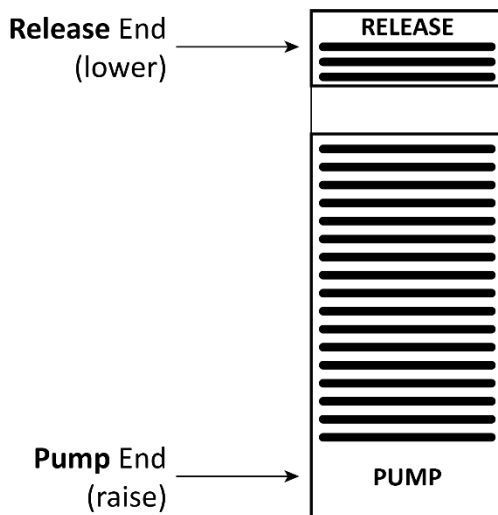 Release End
(lower)
RELEASE
Pump End
(raise)
PUMP